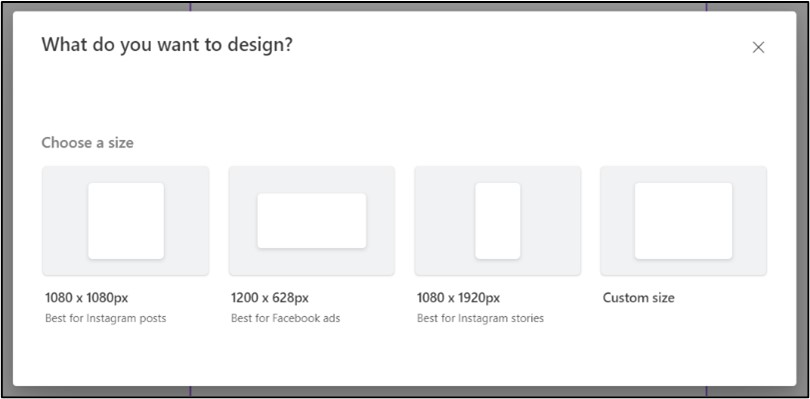 What do you want to design?
Choose a size
1080 x 1080px
Best for Instagram posts
1200 x 628px
Best for Facebook ads
1080 x 1920px
Best for Instagram stories
Custom size